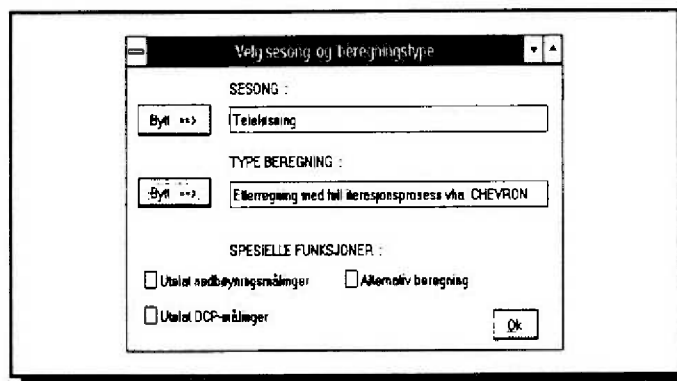 Velg sesong og beregningstype
SESONG :
Bytt ==>
Teleløsning
TYPE BEREGNING :
Bytt ==>
Etterregning med full iterasjonsprosess vha. CHEVRON
SPESIELLE FUNKSJONER :
Utelat nedbøyningsmålinger
Alternativ beregning
Utelat DCP-målinger
Ok